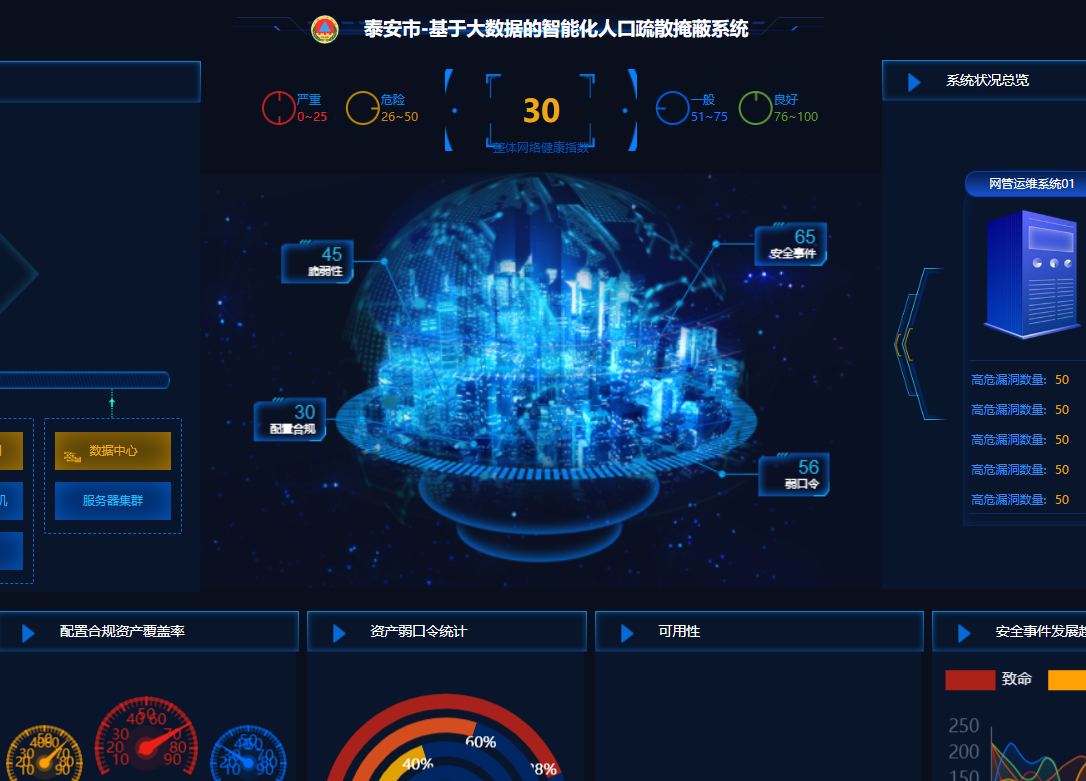 泰安市-基于大数据的智能化人口疏散掩蔽系统
严重
0~25
危险
26~50
30
整体网络健康指数
一般
51~75
良好
76~100
系统状况总览
网管运维系统01
45
脆弱性
65
安全事件
30
配置合规
56
弱口令
高危漏洞数量: 50
高危漏洞数量: 50
高危漏洞数量: 50
高危漏洞数量: 50
高危漏洞数量: 50
数据中心
机
服务器集群
配置合规资产覆盖率
资产弱口令统计
可用性
安全事件发展趋
致命
10
20
30
40
50
60
70
80
90
40%
60%
250
200
150